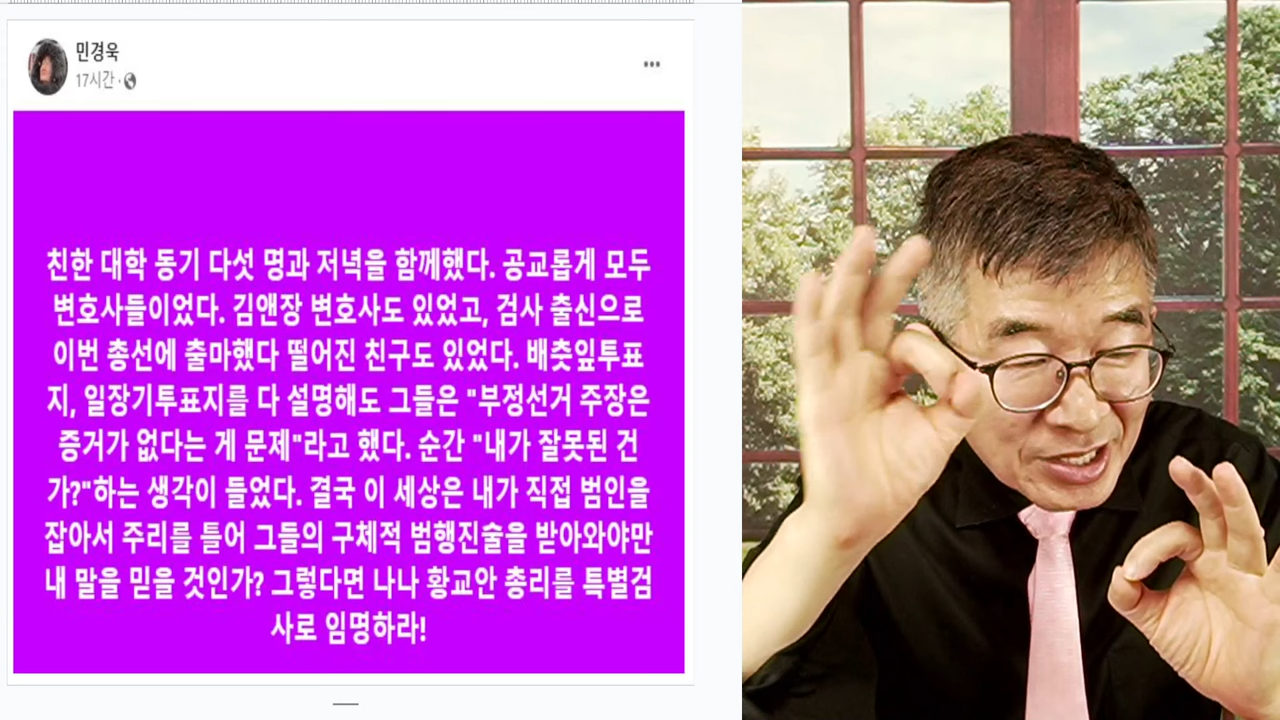 민경욱
17시간 ·
친한 대학 동기 다섯 명과 저녁을 함께했다. 공교롭게 모두
변호사들이었다. 김앤장 변호사도 있었고, 검사 출신으로
이번 총선에 출마했다 떨어진 친구도 있었다. 배춧잎투표
지, 일장기투표지를 다 설명해도 그들은 "부정선거 주장은
증거가 없다는 게 문제"라고 했다. 순간 "내가 잘못된 건
가?"하는 생각이 들었다. 결국 이 세상은 내가 직접 범인을
잡아서 주리를 틀어 그들의 구체적 범행진술을 받아와야만
내 말을 믿을 것인가? 그렇다면 나나 황교안 총리를 특별검
사로 임명하라!